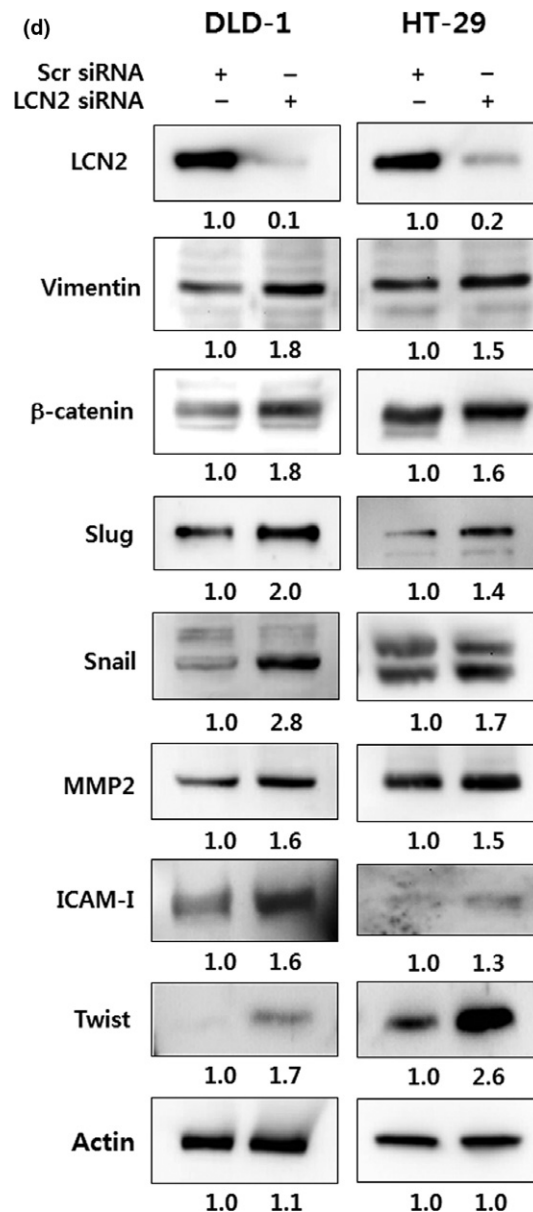 (d) DLD-1 HT-29
Scr siRNA + – + –
LCN2 siRNA – + – +
LCN2
1.0 0.1 1.0 0.2
Vimentin
1.0 1.8 1.0 1.5
β-catenin
1.0 1.8 1.0 1.6
Slug
1.0 2.0 1.0 1.4
Snail
1.0 2.8 1.0 1.7
MMP2
1.0 1.6 1.0 1.5
ICAM-I
1.0 1.6 1.0 1.3
Twist
1.0 1.7 1.0 2.6
Actin
1.0 1.1 1.0 1.0